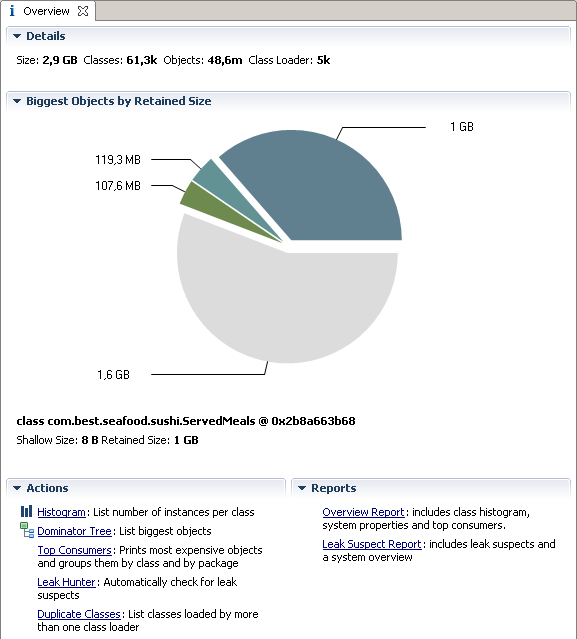 Overview
Details
Size: 2,9 GB Classes: 61,3k Objects: 48,6m Class Loader: 5k
Biggest Objects by Retained Size
1 GB
119,3 MB
107,6 MB
1,6 GB
class com.best.seafood.sushi.ServedMeals @ 0x2b8a663b68
Shallow Size: 8 B Retained Size: 1 GB
Actions
Histogram: List number of instances per class
Dominator Tree: List biggest objects
Top Consumers: Prints most expensive objects
and groups them by class and by package
Leak Hunter: Automatically check for leak
suspects
Duplicate Classes: List classes loaded by more
than one class loader
Reports
Overview Report: includes class histogram,
system properties and top consumers.
Leak Suspect Report: includes leak suspects and
a system overview